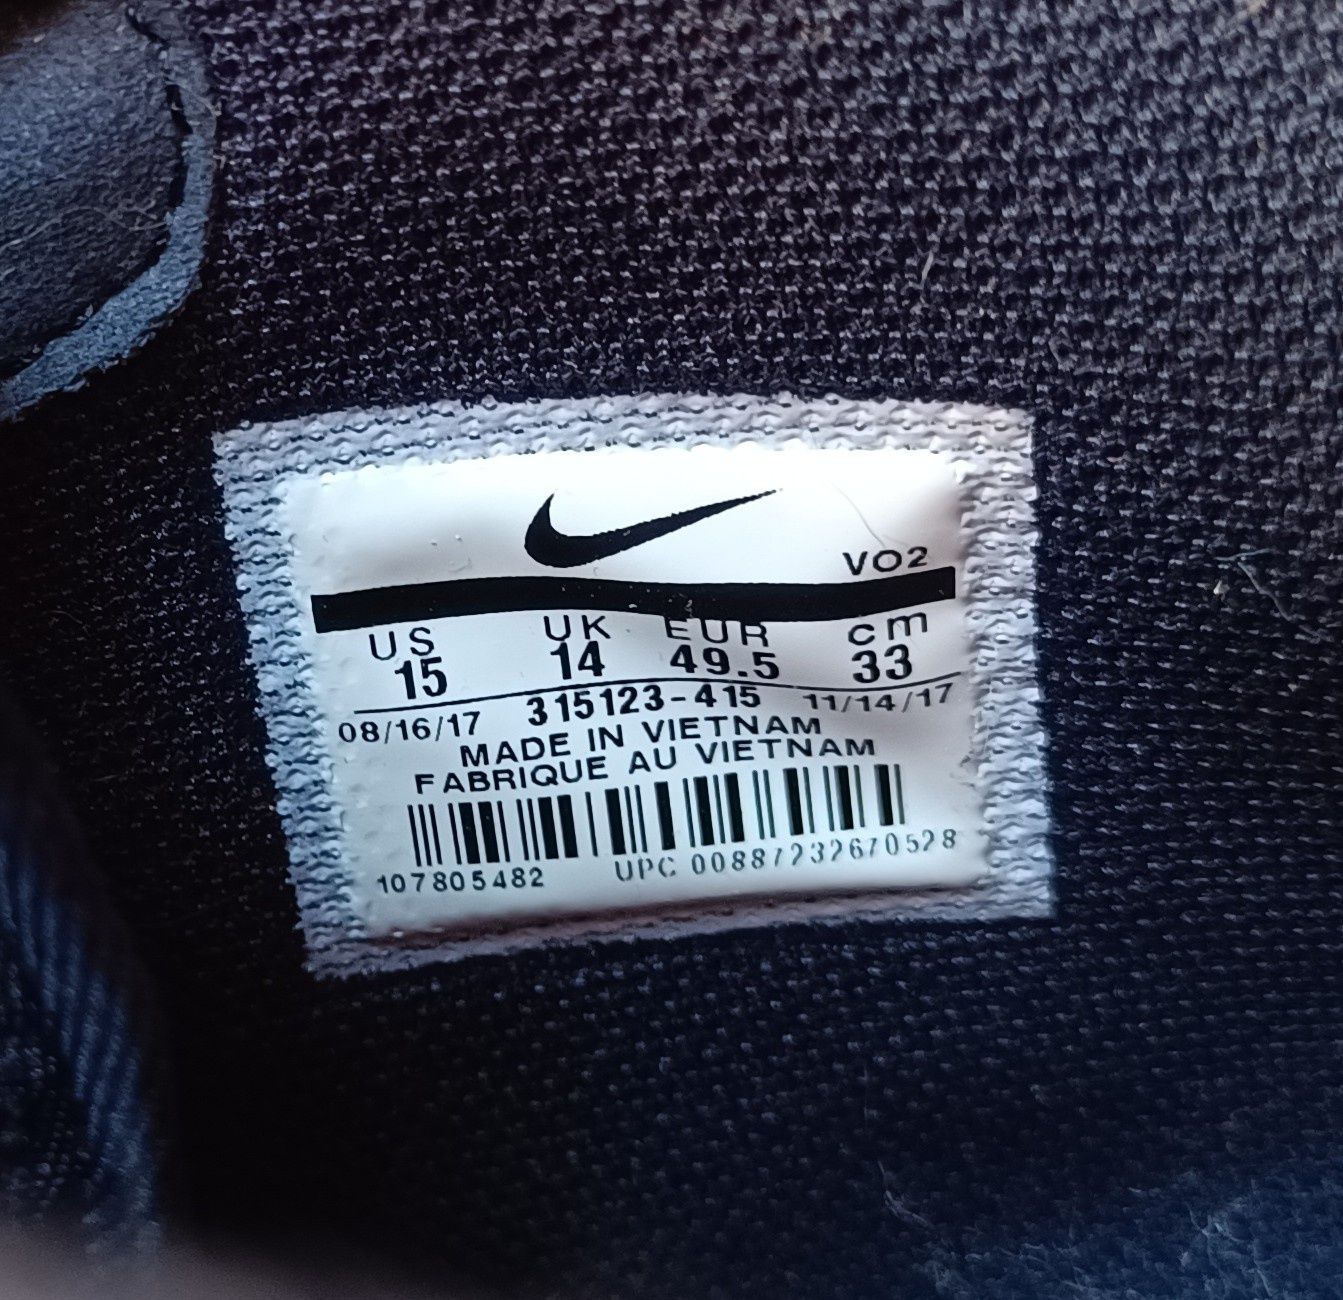 VO2
US UK EUR cm
15 14 49.5 33
08/16/17 315123-415 11/14/17
MADE IN VIETNAM
FABRIQUE AU VIETNAM
107805482 UPC 00887232670528